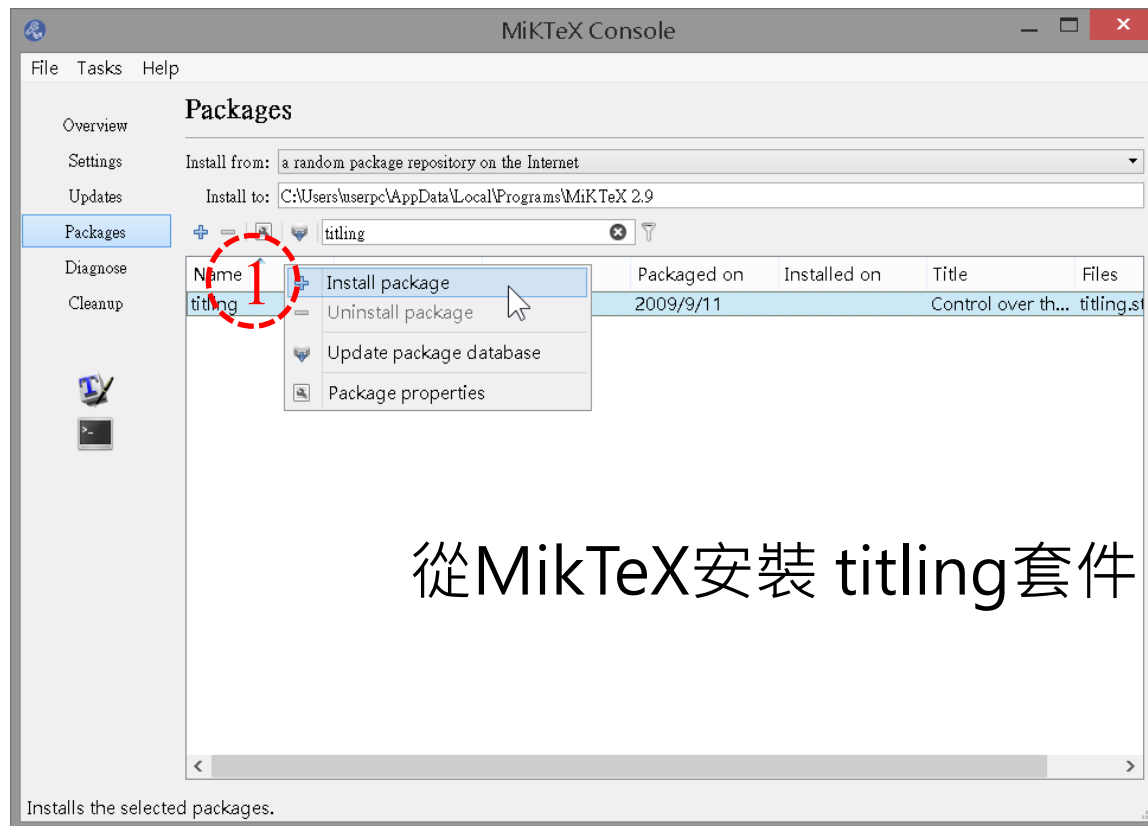 MiKTeX Console
File Tasks Help
Packages
Overview
Settings
Updates
Packages
Diagnose
Cleanup
Install from: a random package repository on the Internet
Install to: C:\Users\userpc\AppData\Local\Programs\MiKTeX 2.9
titling
Name Packaged on Installed on Title Files
titling 2009/9/11 Control over th... titling.st
1
Install package
Uninstall package
Update package database
Package properties
從MikTeX安裝 titling套件
Installs the selected packages.